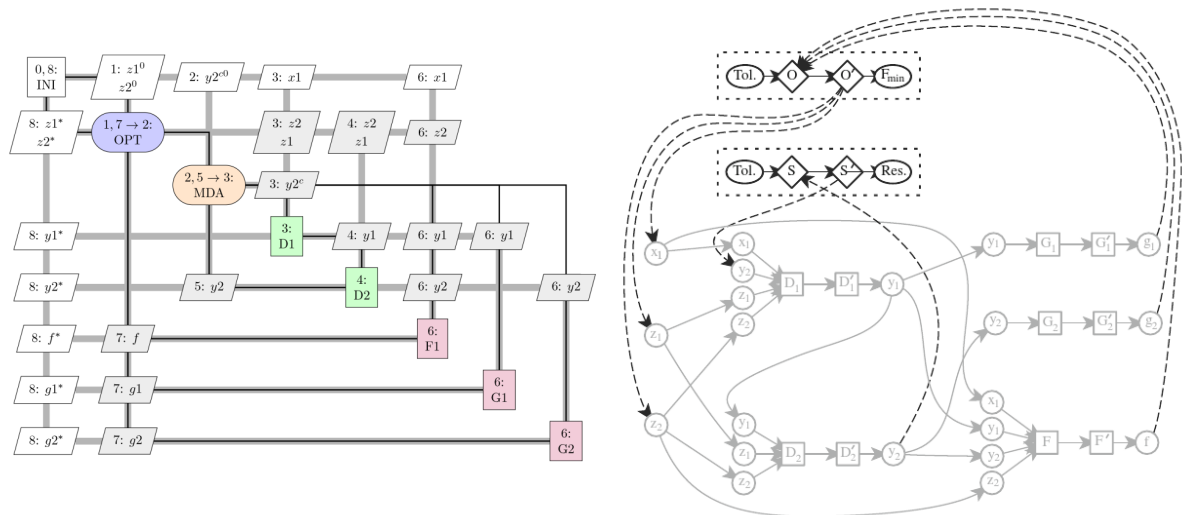 0, 8:
INI
1: z1⁰
z2⁰
2: y2ᶜ⁰
3: x1
6: x1
8: z1*
z2*
1, 7 → 2:
OPT
3: z2
z1
4: z2
z1
6: z2
2, 5 → 3:
MDA
3: y2ᶜ
8: y1*
3:
D1
4: y1
6: y1
6: y1
8: y2*
5: y2
4:
D2
6: y2
6: y2
8: f*
7: f
6:
F1
8: g1*
7: g1
6:
G1
8: g2*
7: g2
6:
G2
Tol.
O
O′
F_min
Tol.
S
S′
Res.
x₁
x₁
y₂
D₁
D′₁
y₁
z₁
z₂
z₁
z₂
y₁
z₁
z₂
D₂
D′₂
y₂
y₁
G₁
G′₁
g₁
y₂
G₂
G′₂
g₂
x₁
y₁
y₂
z₂
F
F′
f